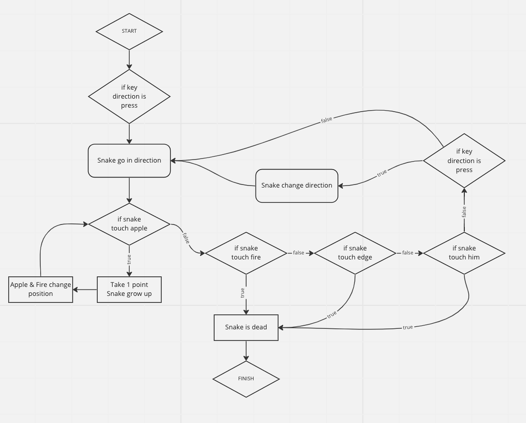 START
if key
direction is
press
Snake go in direction
false
if key
direction is
press
true
Snake change direction
if snake
touch apple
false
true
if snake
touch fire
false
if snake
touch edge
false
if snake
touch him
false
Apple & Fire change
position
Take 1 point
Snake grow up
true
true
true
Snake is dead
FINISH